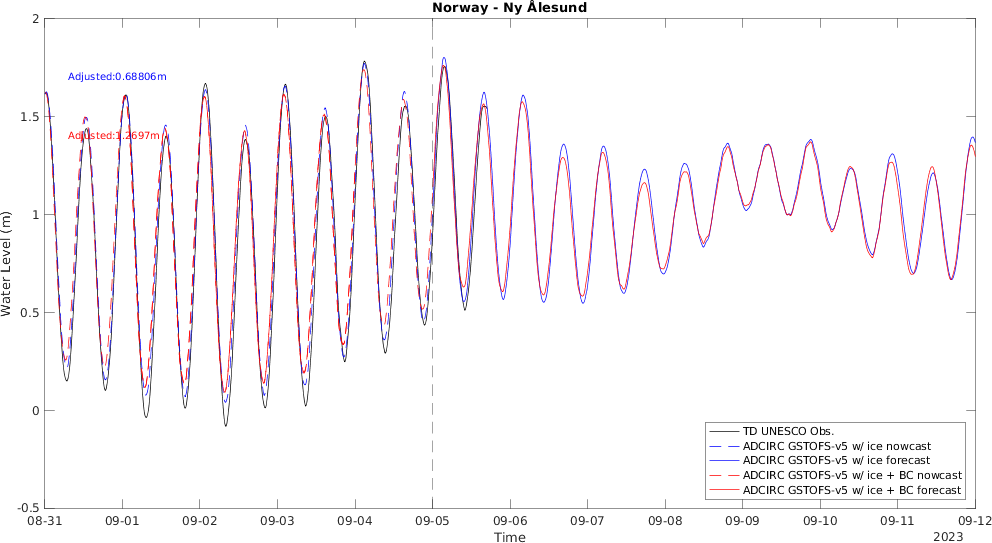 Norway - Ny Ålesund
2
1.5
1
0.5
0
-0.5
Water Level (m)
Adjusted:0.68806m
Adjusted:1.2697m
TD UNESCO Obs.
ADCIRC GSTOFS-v5 w/ ice nowcast
ADCIRC GSTOFS-v5 w/ ice forecast
ADCIRC GSTOFS-v5 w/ ice + BC nowcast
ADCIRC GSTOFS-v5 w/ ice + BC forecast
08-31 09-01 09-02 09-03 09-04 09-05 09-06 09-07 09-08 09-09 09-10 09-11 09-12
Time
2023